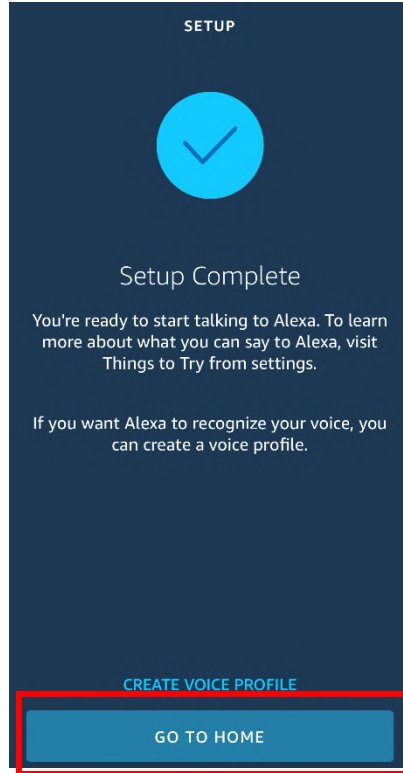 SETUP
Setup Complete
You're ready to start talking to Alexa. To learn
more about what you can say to Alexa, visit
Things to Try from settings.
If you want Alexa to recognize your voice, you
can create a voice profile.
CREATE VOICE PROFILE
GO TO HOME